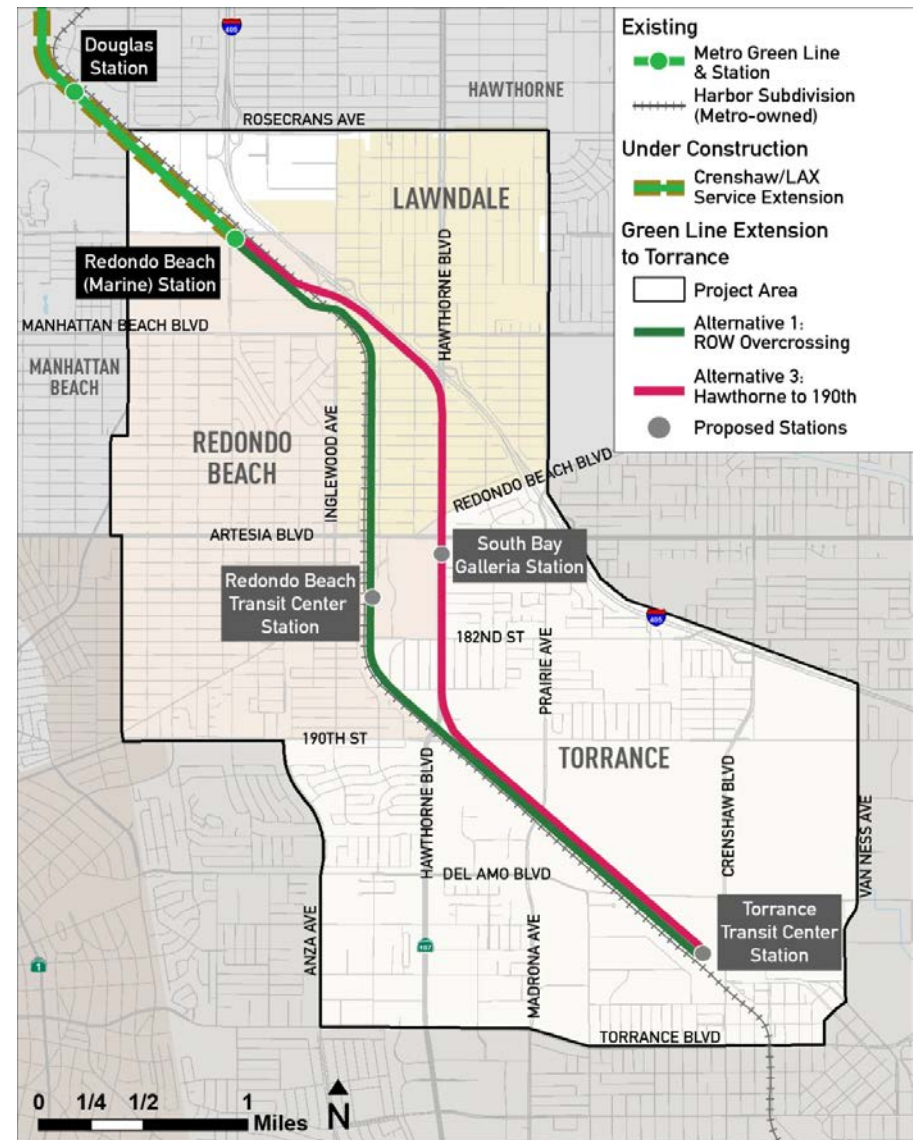 Douglas
Station
405
HAWTHORNE
ROSECRANS AVE
LAWNDALE
HAWTHORNE BLVD
Redondo Beach
(Marine) Station
MANHATTAN BEACH BLVD
MANHATTAN
BEACH
REDONDO
BEACH
INGLEWOOD AVE
REDONDO BEACH BLVD
ARTESIA BLVD
South Bay
Galleria Station
Redondo Beach
Transit Center
Station
405
182ND ST
PRAIRIE AVE
190TH ST
TORRANCE
HAWTHORNE BLVD
CRENSHAW BLVD
VAN NESS AVE
DEL AMO BLVD
Torrance
Transit Center
Station
ANZA AVE
107
MADRONA AVE
1
TORRANCE BLVD
0 1/4 1/2 1
Miles
N
Existing
Metro Green Line
& Station
Harbor Subdivision
(Metro-owned)
Under Construction
Crenshaw/LAX
Service Extension
Green Line Extension
to Torrance
Project Area
Alternative 1:
ROW Overcrossing
Alternative 3:
Hawthorne to 190th
Proposed Stations